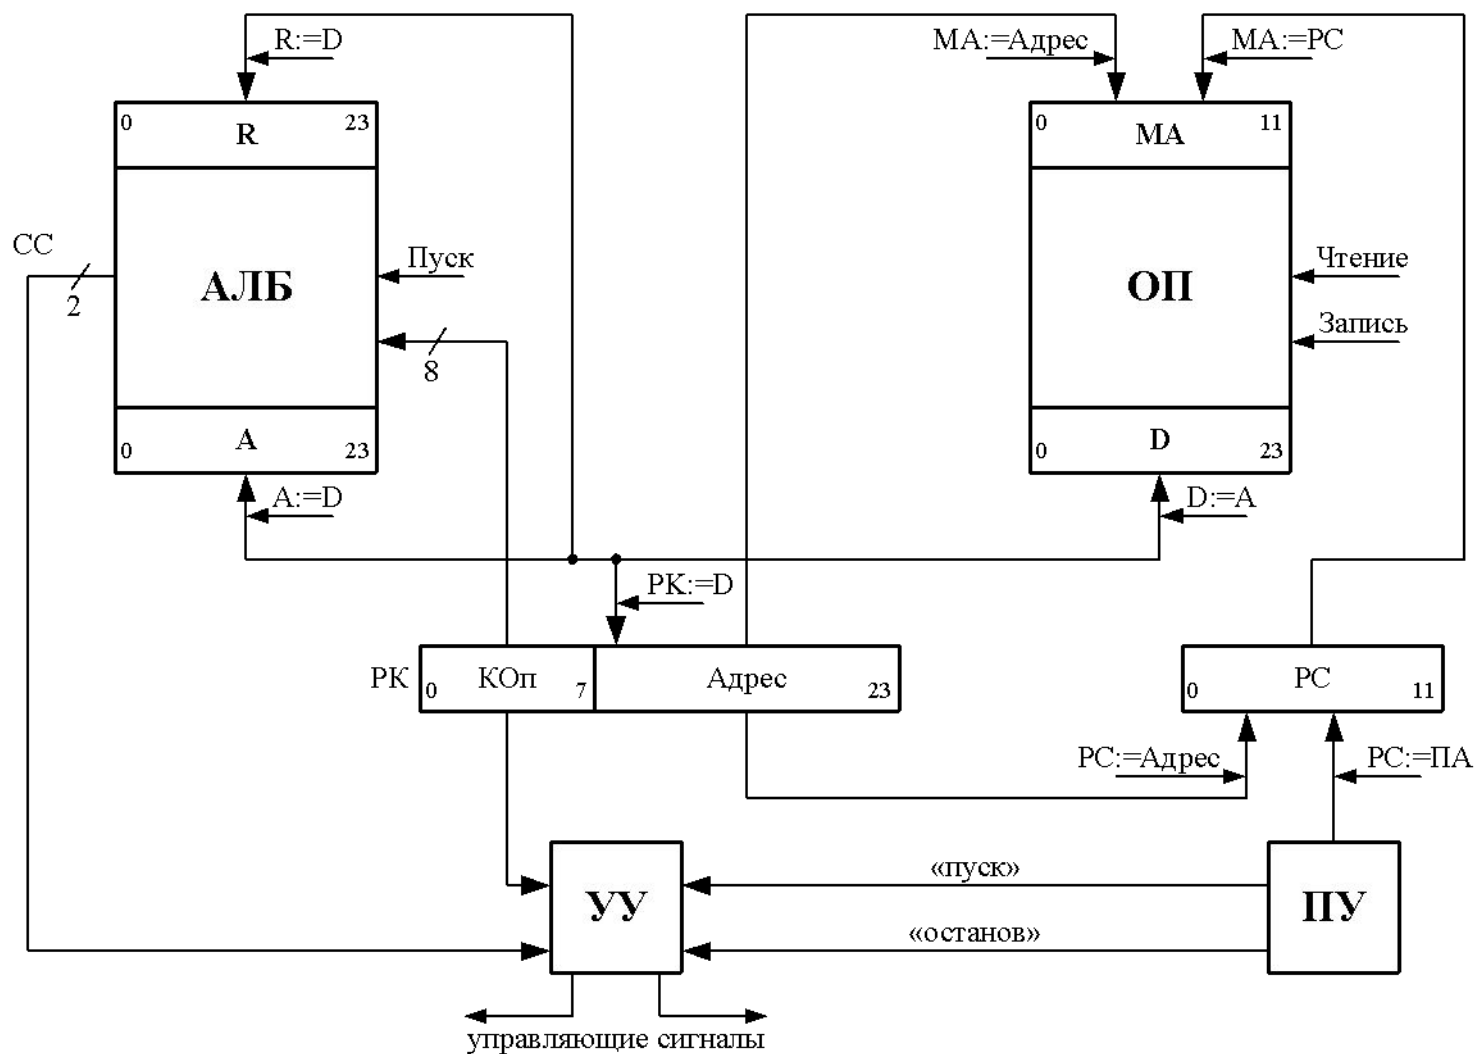 R:=D
MA:=Адрес
MA:=PC
0 R 23
0 MA 11
CC
2
АЛБ
Пуск
8
ОП
Чтение
Запись
0 A 23
0 D 23
A:=D
D:=A
РК:=D
РК
0 КОп 7
Адрес 23
0 PC 11
PC:=Адрес
PC:=ПА
УУ
«пуск»
«останов»
ПУ
управляющие сигналы